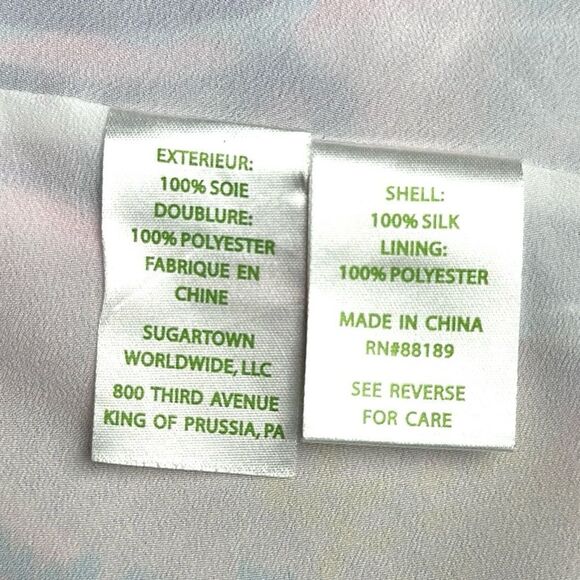 EXTERIEUR:
100% SOIE
DOUBLURE:
100% POLYESTER
FABRIQUE EN
CHINE
SUGARTOWN
WORLDWIDE, LLC
800 THIRD AVENUE
KING OF PRUSSIA, PA
SHELL:
100% SILK
LINING:
100% POLYESTER
MADE IN CHINA
RN#88189
SEE REVERSE
FOR CARE